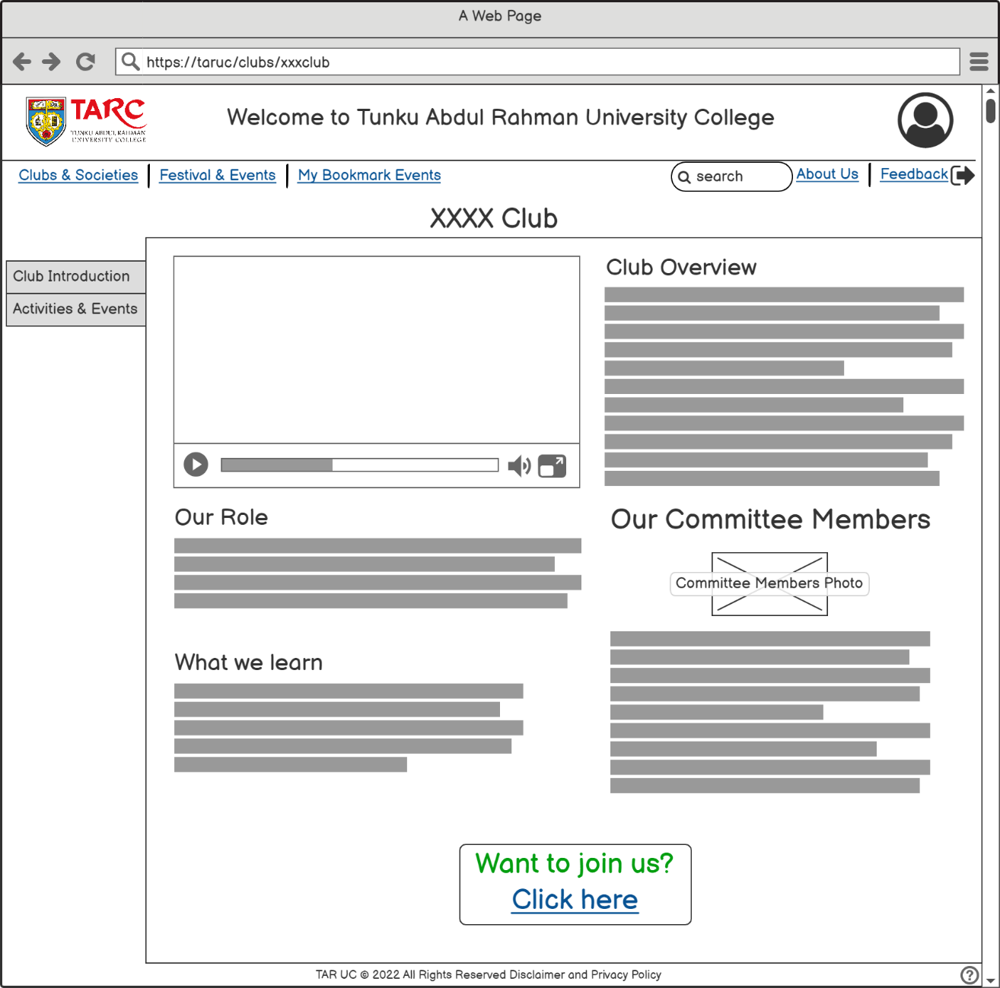 A Web Page
https://taruc/clubs/xxxclub
TARC
TUNKU ABDUL RAHMAN
UNIVERSITY COLLEGE
Welcome to Tunku Abdul Rahman University College
Clubs & Societies
Festival & Events
My Bookmark Events
search
About Us
Feedback
XXXX Club
Club Introduction
Activities & Events
Club Overview
Our Role
Our Committee Members
Committee Members Photo
What we learn
Want to join us?
Click here
TAR UC © 2022 All Rights Reserved Disclaimer and Privacy Policy
?